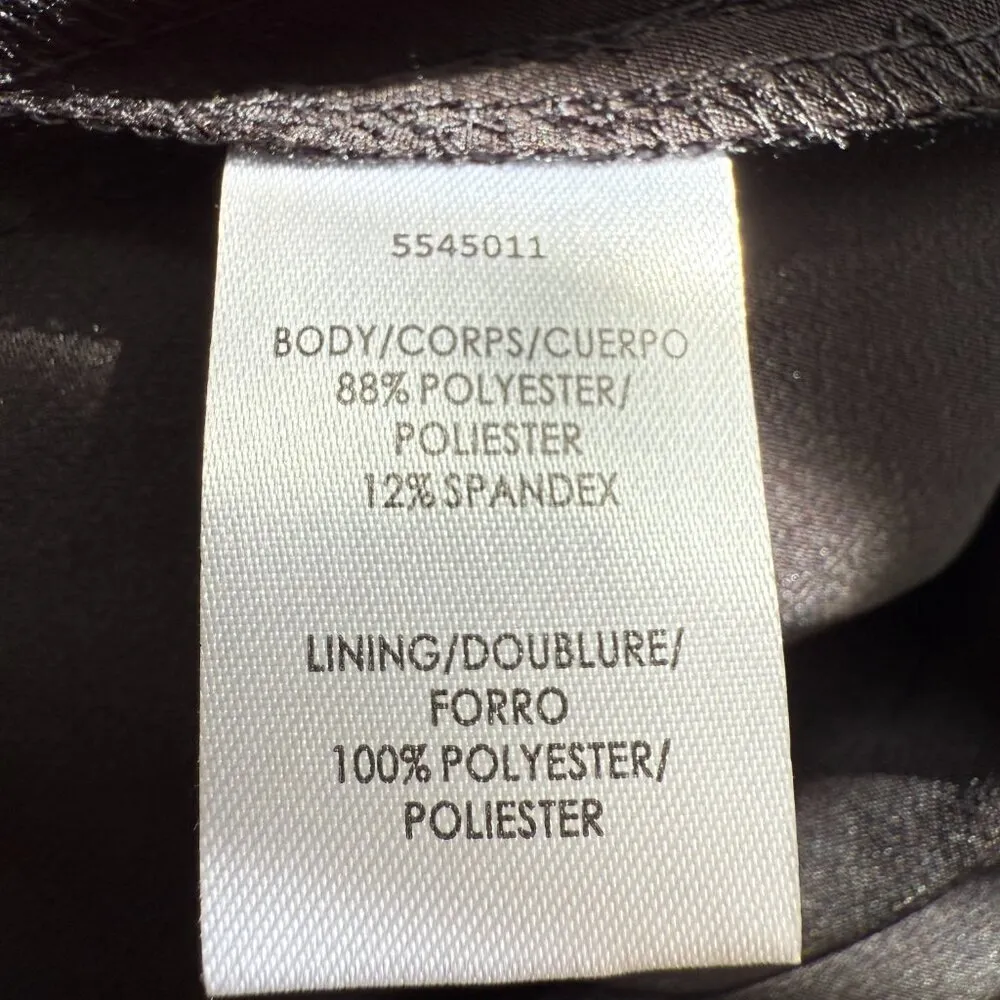 5545011
BODY/CORPS/CUERPO
88% POLYESTER/
POLIESTER
12% SPANDEX
LINING/DOUBLURE/
FORRO
100% POLYESTER/
POLIESTER